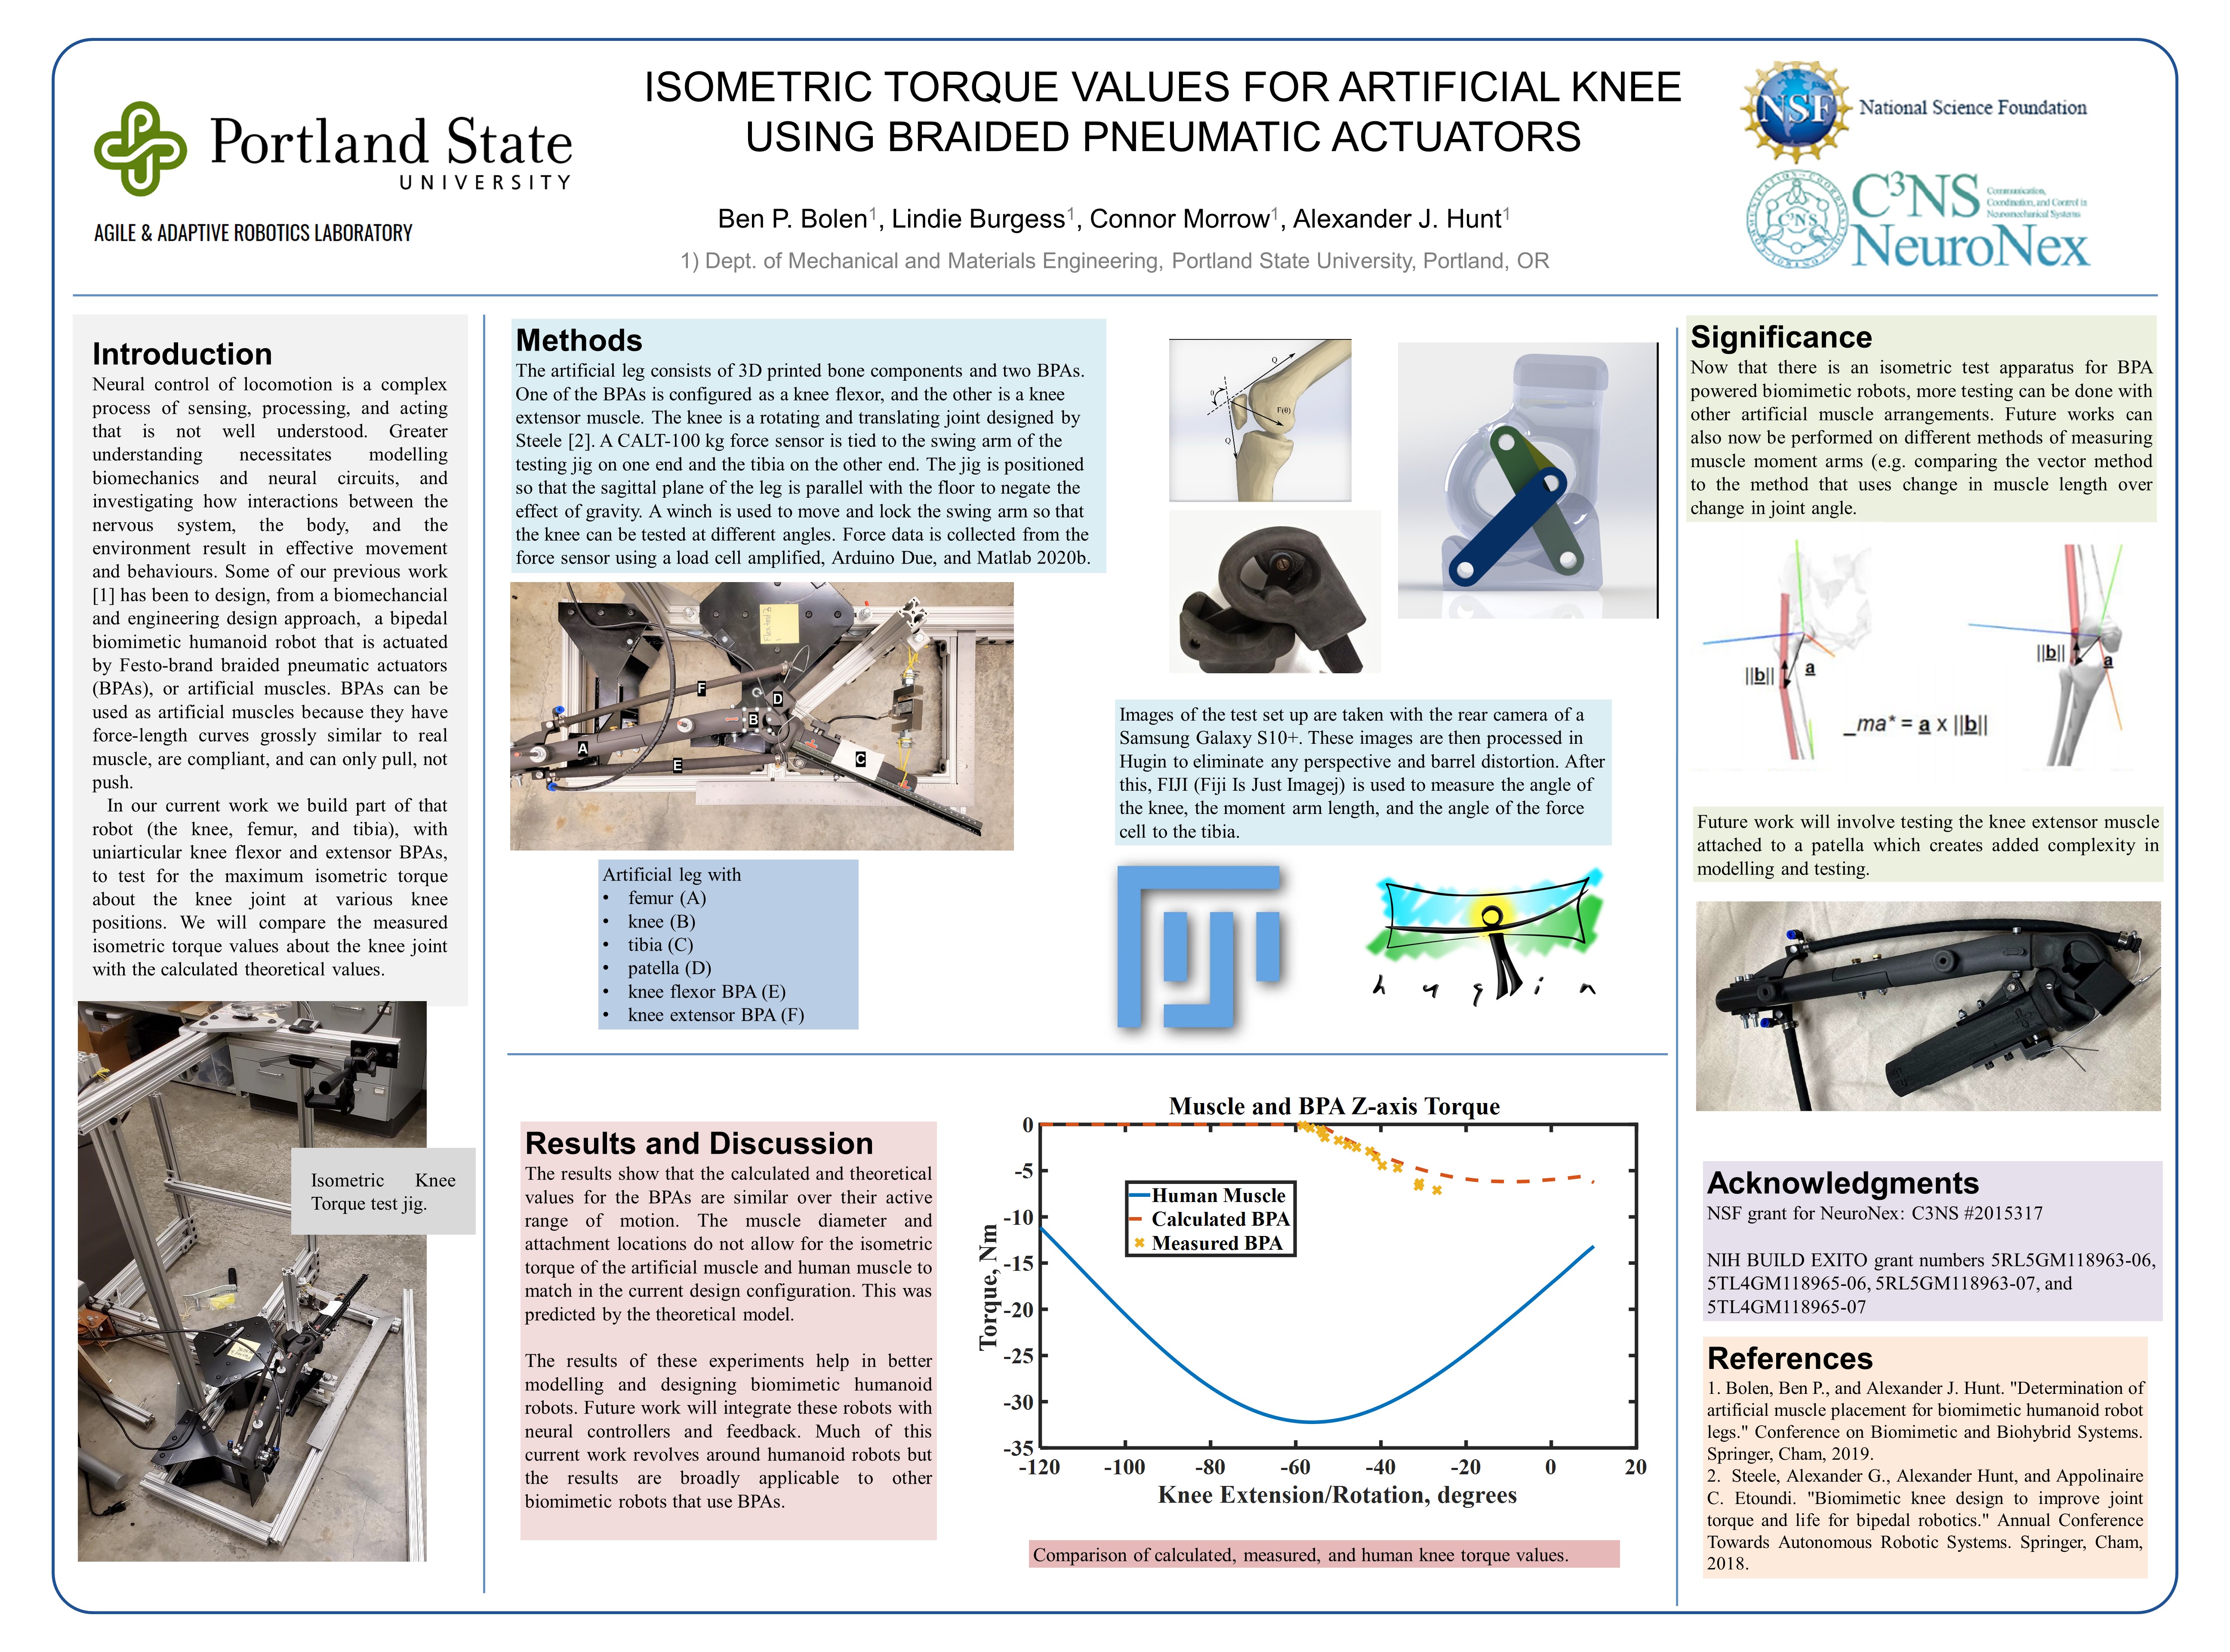 Portland State
UNIVERSITY
AGILE & ADAPTIVE ROBOTICS LABORATORY
ISOMETRIC TORQUE VALUES FOR ARTIFICIAL KNEE
USING BRAIDED PNEUMATIC ACTUATORS
Ben P. Bolen1, Lindie Burgess1, Connor Morrow1, Alexander J. Hunt1
1) Dept. of Mechanical and Materials Engineering, Portland State University, Portland, OR
NSF
National Science Foundation
C3NS
Communication,
Coordination, and Control in
Neuromechanical Systems
NeuroNex
Introduction
Neural control of locomotion is a complex
process of sensing, processing, and acting
that is not well understood. Greater
understanding necessitates modelling
biomechanics and neural circuits, and
investigating how interactions between the
nervous system, the body, and the
environment result in effective movement
and behaviours. Some of our previous work
[1] has been to design, from a biomechancial
and engineering design approach, a bipedal
biomimetic humanoid robot that is actuated
by Festo-brand braided pneumatic actuators
(BPAs), or artificial muscles. BPAs can be
used as artificial muscles because they have
force-length curves grossly similar to real
muscle, are compliant, and can only pull, not
push.
In our current work we build part of that
robot (the knee, femur, and tibia), with
uniarticular knee flexor and extensor BPAs,
to test for the maximum isometric torque
about the knee joint at various knee
positions. We will compare the measured
isometric torque values about the knee joint
with the calculated theoretical values.
Isometric Knee
Torque test jig.
Methods
The artificial leg consists of 3D printed bone components and two BPAs.
One of the BPAs is configured as a knee flexor, and the other is a knee
extensor muscle. The knee is a rotating and translating joint designed by
Steele [2]. A CALT-100 kg force sensor is tied to the swing arm of the
testing jig on one end and the tibia on the other end. The jig is positioned
so that the sagittal plane of the leg is parallel with the floor to negate the
effect of gravity. A winch is used to move and lock the swing arm so that
the knee can be tested at different angles. Force data is collected from the
force sensor using a load cell amplified, Arduino Due, and Matlab 2020b.
F
D
B
A
E
C
Artificial leg with
• femur (A)
• knee (B)
• tibia (C)
• patella (D)
• knee flexor BPA (E)
• knee extensor BPA (F)
Q
θ
F(θ)
Q
Images of the test set up are taken with the rear camera of a
Samsung Galaxy S10+. These images are then processed in
Hugin to eliminate any perspective and barrel distortion. After
this, FIJI (Fiji Is Just Imagej) is used to measure the angle of
the knee, the moment arm length, and the angle of the force
cell to the tibia.
hugin
Results and Discussion
The results show that the calculated and theoretical
values for the BPAs are similar over their active
range of motion. The muscle diameter and
attachment locations do not allow for the isometric
torque of the artificial muscle and human muscle to
match in the current design configuration. This was
predicted by the theoretical model.
The results of these experiments help in better
modelling and designing biomimetic humanoid
robots. Future work will integrate these robots with
neural controllers and feedback. Much of this
current work revolves around humanoid robots but
the results are broadly applicable to other
biomimetic robots that use BPAs.
Muscle and BPA Z-axis Torque
Torque, Nm
0
-5
-10
-15
-20
-25
-30
-35
Human Muscle
Calculated BPA
Measured BPA
-120 -100 -80 -60 -40 -20 0 20
Knee Extension/Rotation, degrees
Comparison of calculated, measured, and human knee torque values.
Significance
Now that there is an isometric test apparatus for BPA
powered biomimetic robots, more testing can be done with
other artificial muscle arrangements. Future works can
also now be performed on different methods of measuring
muscle moment arms (e.g. comparing the vector method
to the method that uses change in muscle length over
change in joint angle.
||b|| a
||b|| a
_ma* = a x ||b||
Future work will involve testing the knee extensor muscle
attached to a patella which creates added complexity in
modelling and testing.
Acknowledgments
NSF grant for NeuroNex: C3NS #2015317
NIH BUILD EXITO grant numbers 5RL5GM118963-06,
5TL4GM118965-06, 5RL5GM118963-07, and
5TL4GM118965-07
References
1. Bolen, Ben P., and Alexander J. Hunt. "Determination of
artificial muscle placement for biomimetic humanoid robot
legs." Conference on Biomimetic and Biohybrid Systems.
Springer, Cham, 2019.
2. Steele, Alexander G., Alexander Hunt, and Appolinaire
C. Etoundi. "Biomimetic knee design to improve joint
torque and life for bipedal robotics." Annual Conference
Towards Autonomous Robotic Systems. Springer, Cham,
2018.